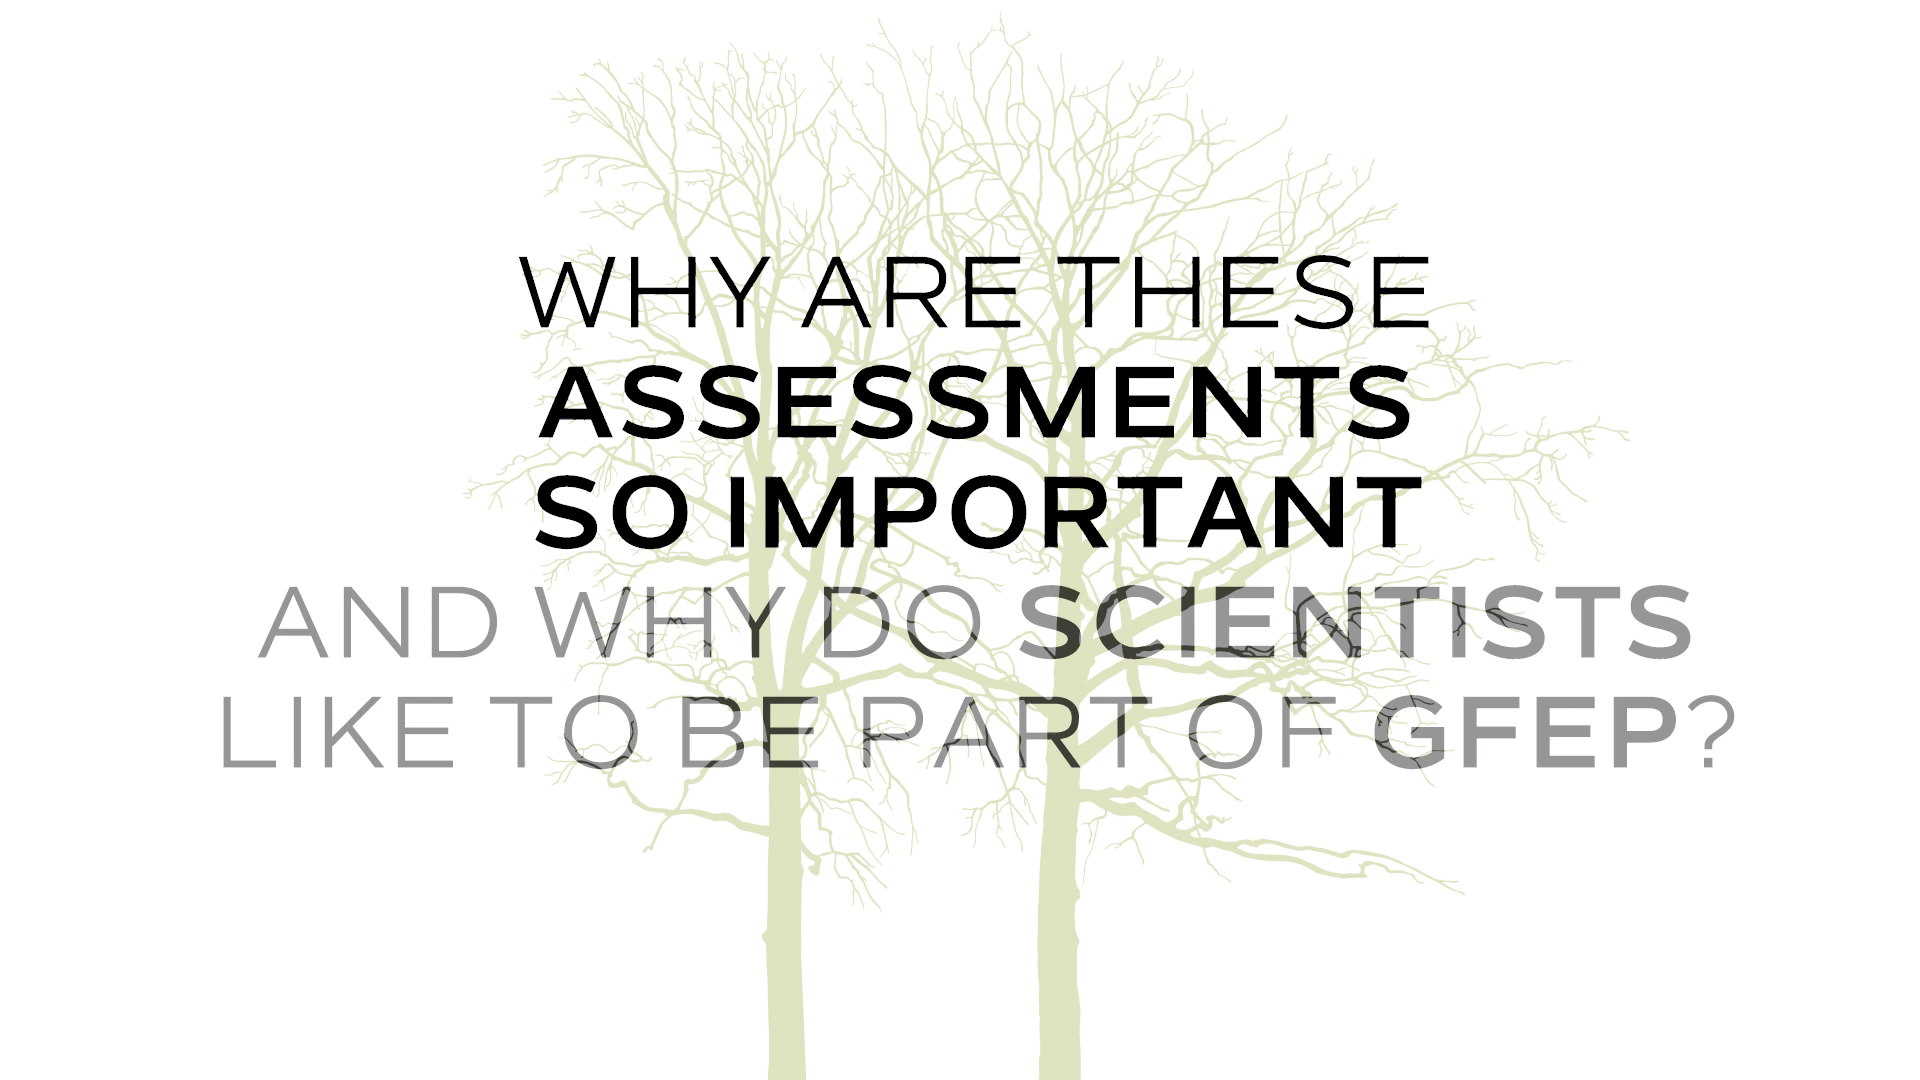 WHY ARE THESE
ASSESSMENTS
SO IMPORTANT
AND WHY DO SCIENTISTS
LIKE TO BE PART OF GFEP?